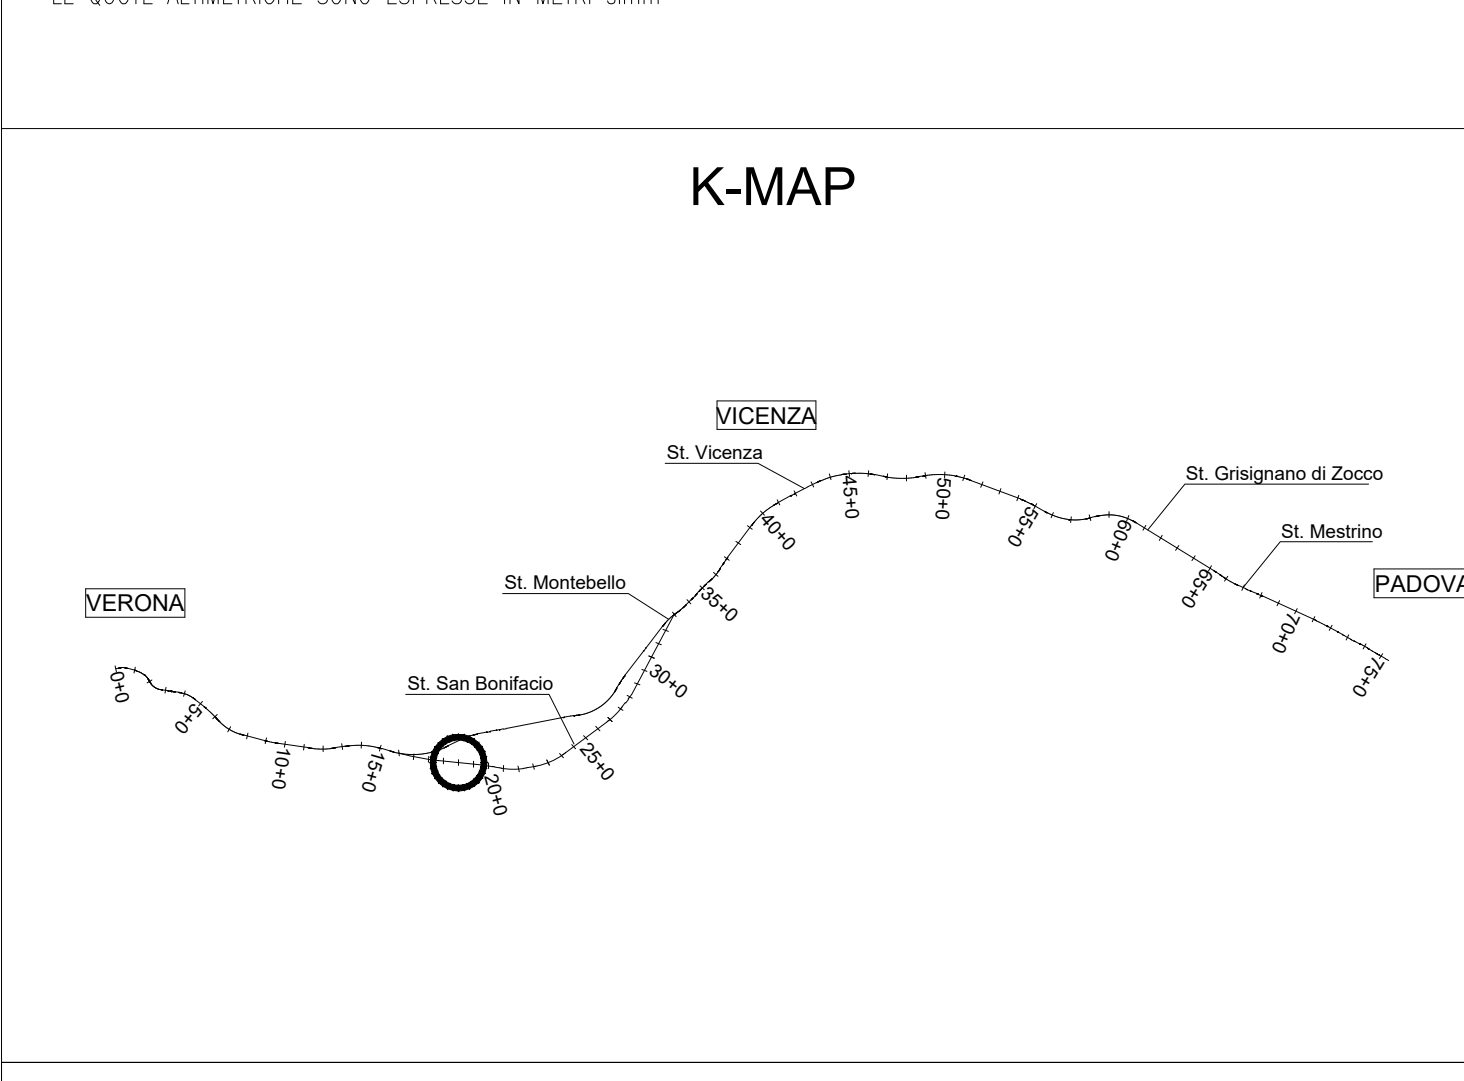 LE QUOTE ALTIMETRICHE SONO ESPRESSE IN METRI s.m.m.
K-MAP
VICENZA
St. Vicenza
St. Grisignano di Zocco
45+0
50+0
55+0
40+0
60+0
St. Mestrino
St. Montebello
65+0
PADOVA
VERONA
35+0
70+0
St. San Bonifacio
30+0
75+0
0+0
5+0
10+0
15+0
25+0
20+0